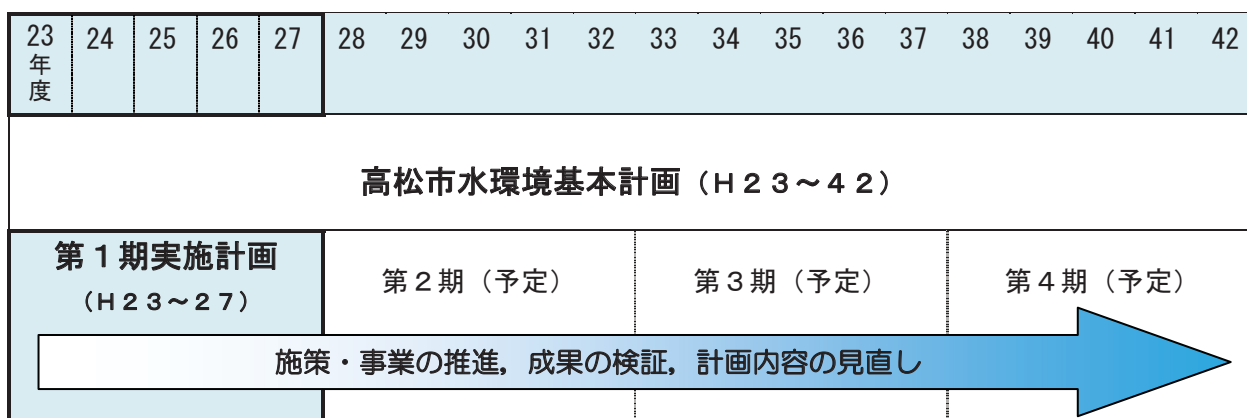 23年度 24 25 26 27 28 29 30 31 32 33 34 35 36 37 38 39 40 41 42
高松市水環境基本計画（H23～42）
第1期実施計画
（H23～27）
第2期（予定）
第3期（予定）
第4期（予定）
施策・事業の推進，成果の検証，計画内容の見直し